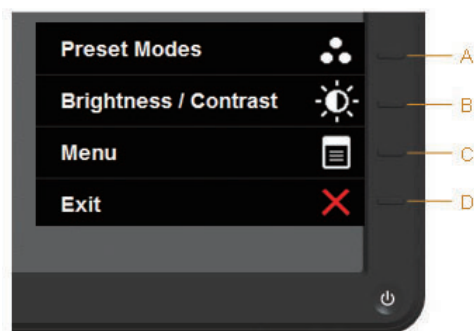 Preset Modes
A
Brightness / Contrast
B
Menu
C
Exit
D